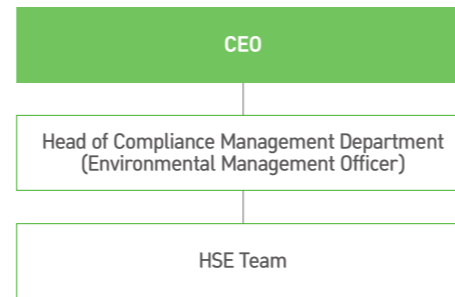 CEO
Head of Compliance Management Department
(Environmental Management Officer)
HSE Team